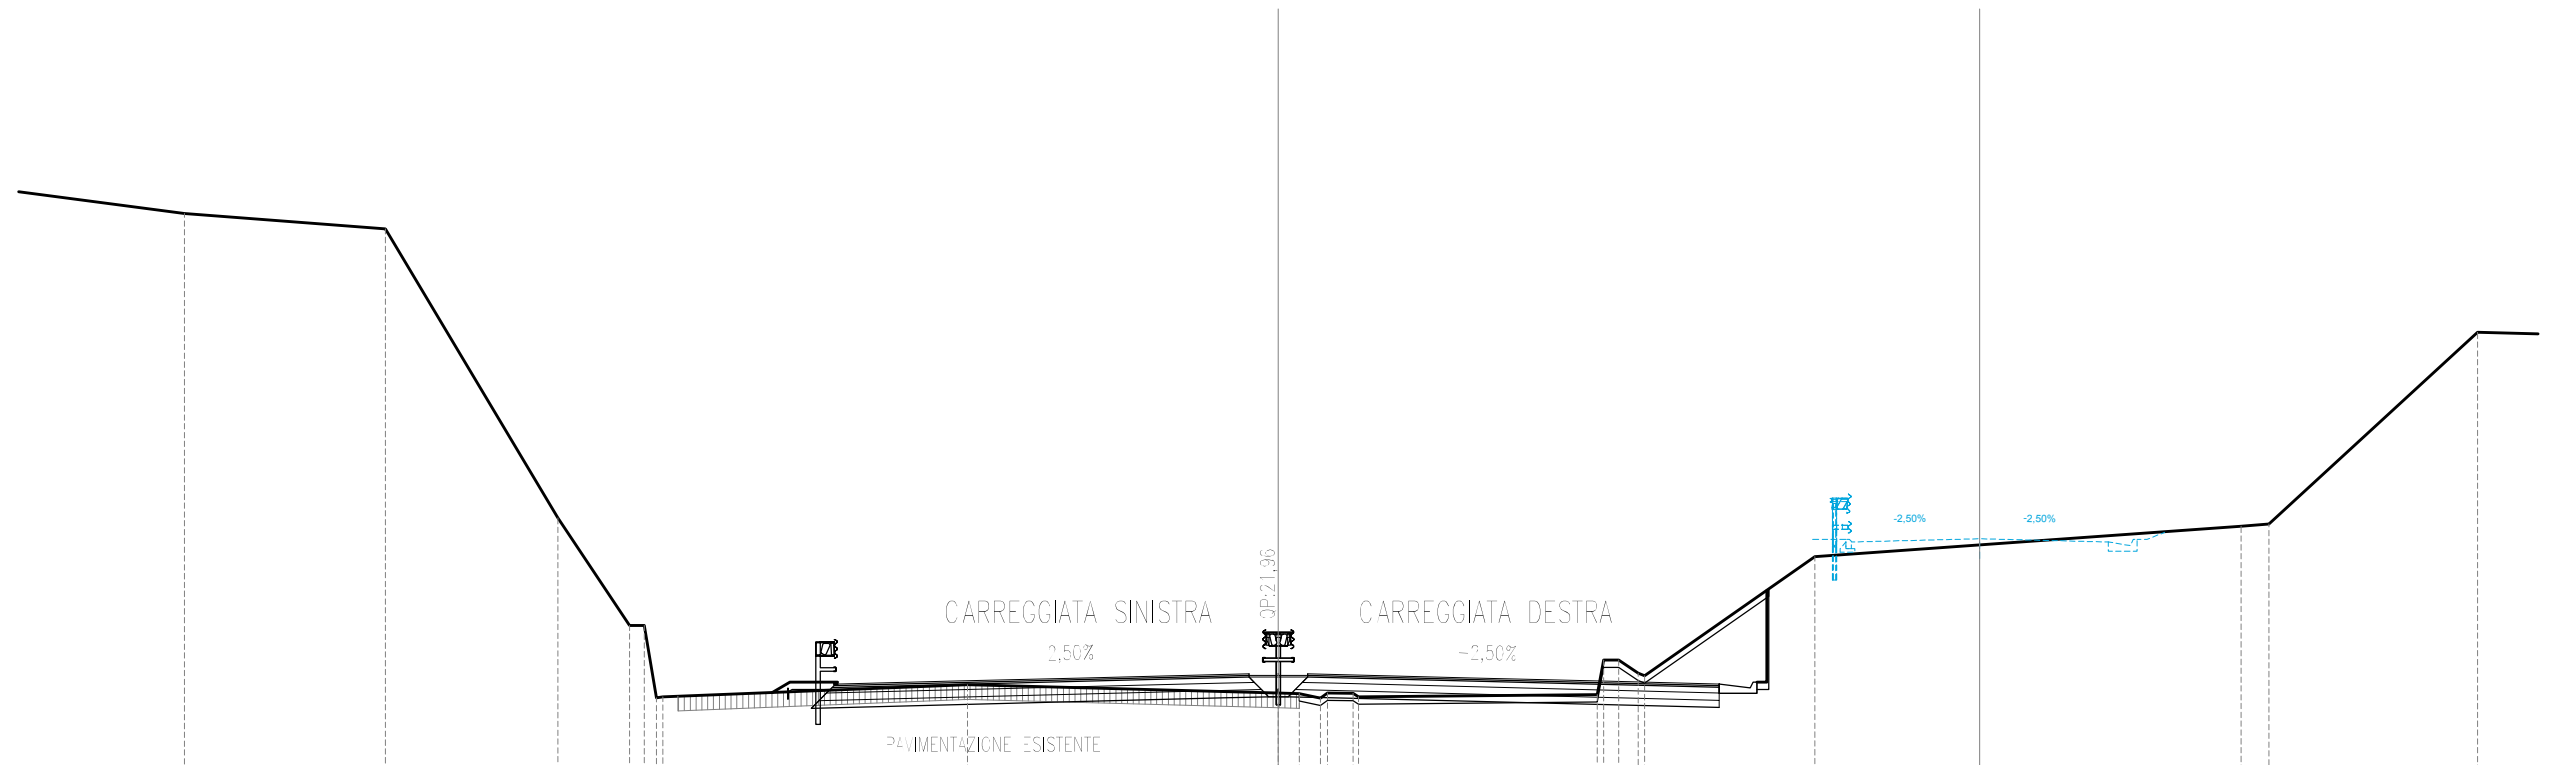 -2,50% -2,50%
QP:21,96
CARREGGIATA SINISTRA CARREGGIATA DESTRA
2,50% -2,50%
PAVIMENTAZIONE ESISTENTE